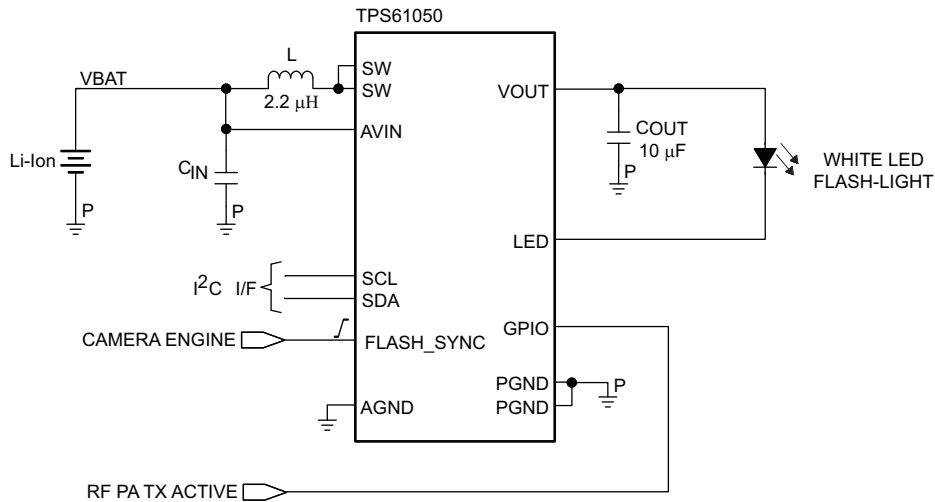 TPS61050
L
2.2 μH
VBAT
SW
SW
AVIN
VOUT
COUT
10 μF
P
Li-Ion
P
CIN
P
WHITE LED
FLASH-LIGHT
LED
I2C I/F
SCL
SDA
GPIO
CAMERA ENGINE
FLASH_SYNC
PGND
PGND
P
AGND
RF PA TX ACTIVE